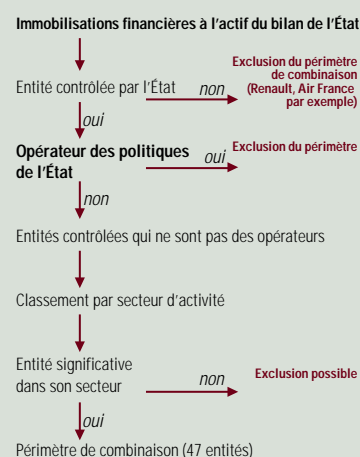 Immobilisations financières à l'actif du bilan de l'État
Entité contrôlée par l'État
non
Exclusion du périmètre
de combinaison
(Renault, Air France
par exemple)
oui
Opérateur des politiques
de l'État
oui
Exclusion du périmètre
non
Entités contrôlées qui ne sont pas des opérateurs
Classement par secteur d'activité
Entité significative
dans son secteur
non
Exclusion possible
oui
Périmètre de combinaison (47 entités)